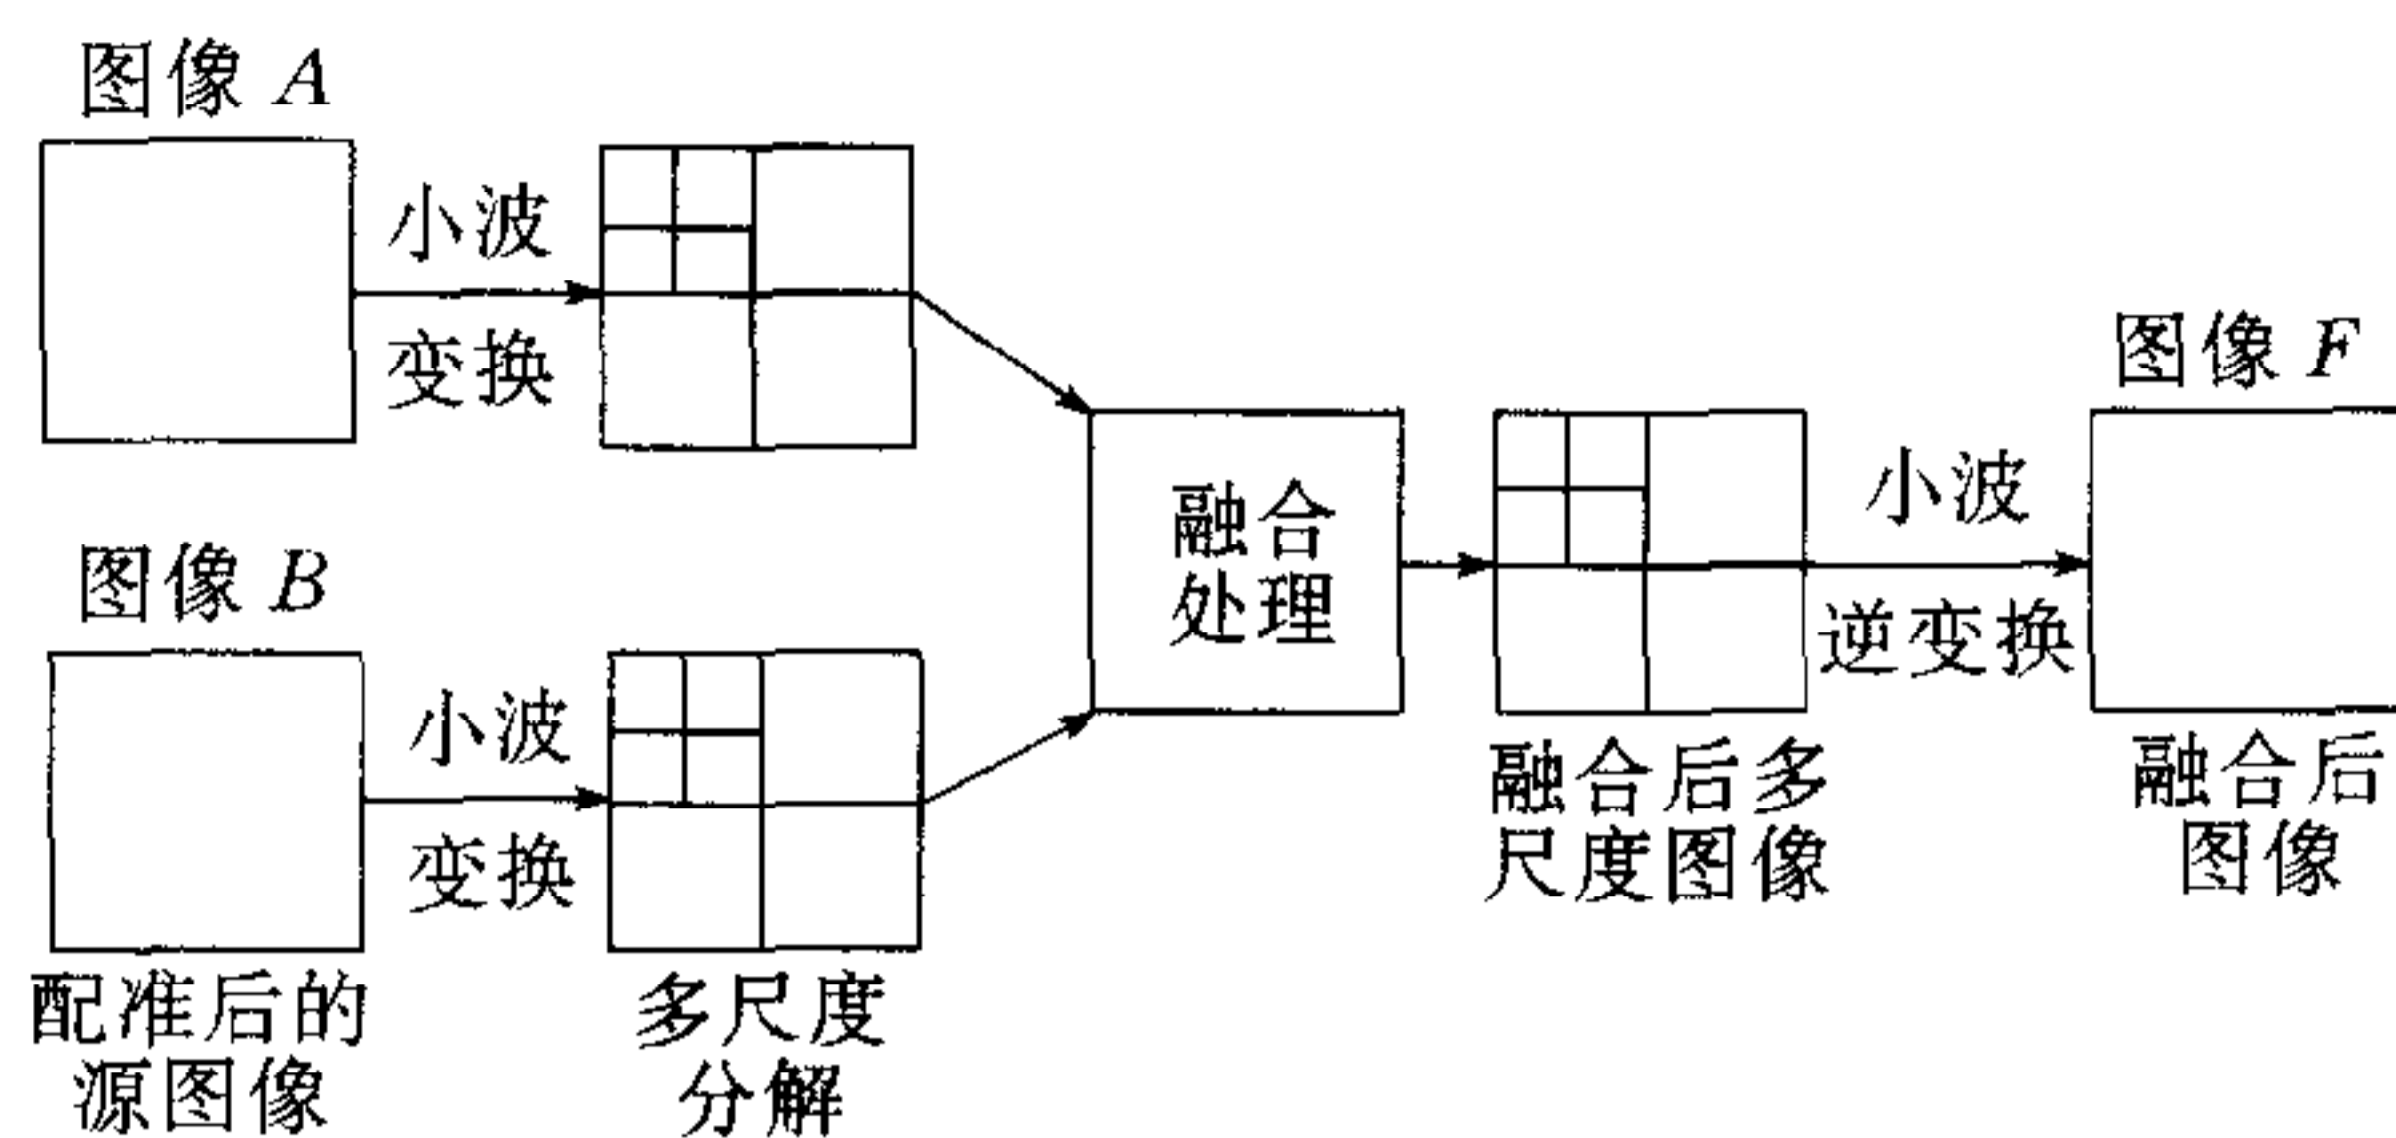 图像 A
小波
变换
图像 B
小波
变换
配准后的
源图像
多尺度
分解
融合
处理
融合后多
尺度图像
小波
逆变换
图像 F
融合后
图像